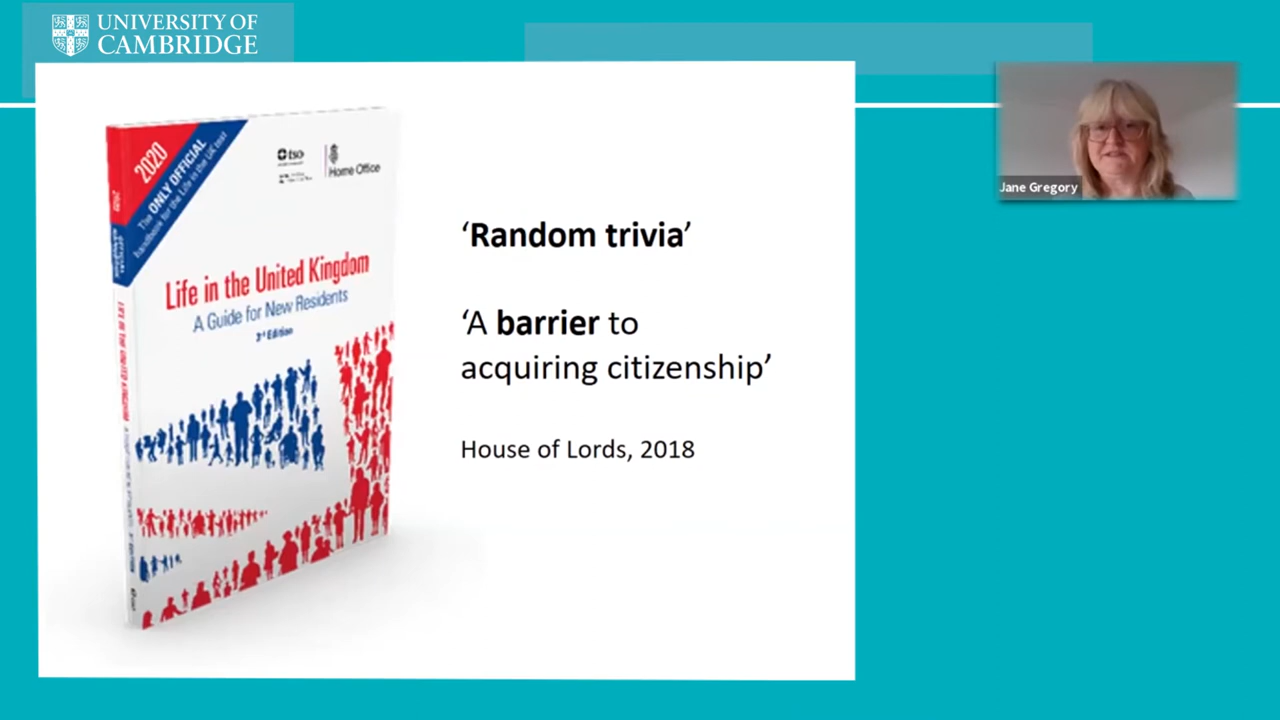 UNIVERSITY OF
CAMBRIDGE
2020
The ONLY OFFICIAL
handbook for the Life in the UK test
tso
Home Office
Life in the United Kingdom
A Guide for New Residents
3rd Edition
‘Random trivia’
‘A barrier to
acquiring citizenship’
House of Lords, 2018
Jane Gregory